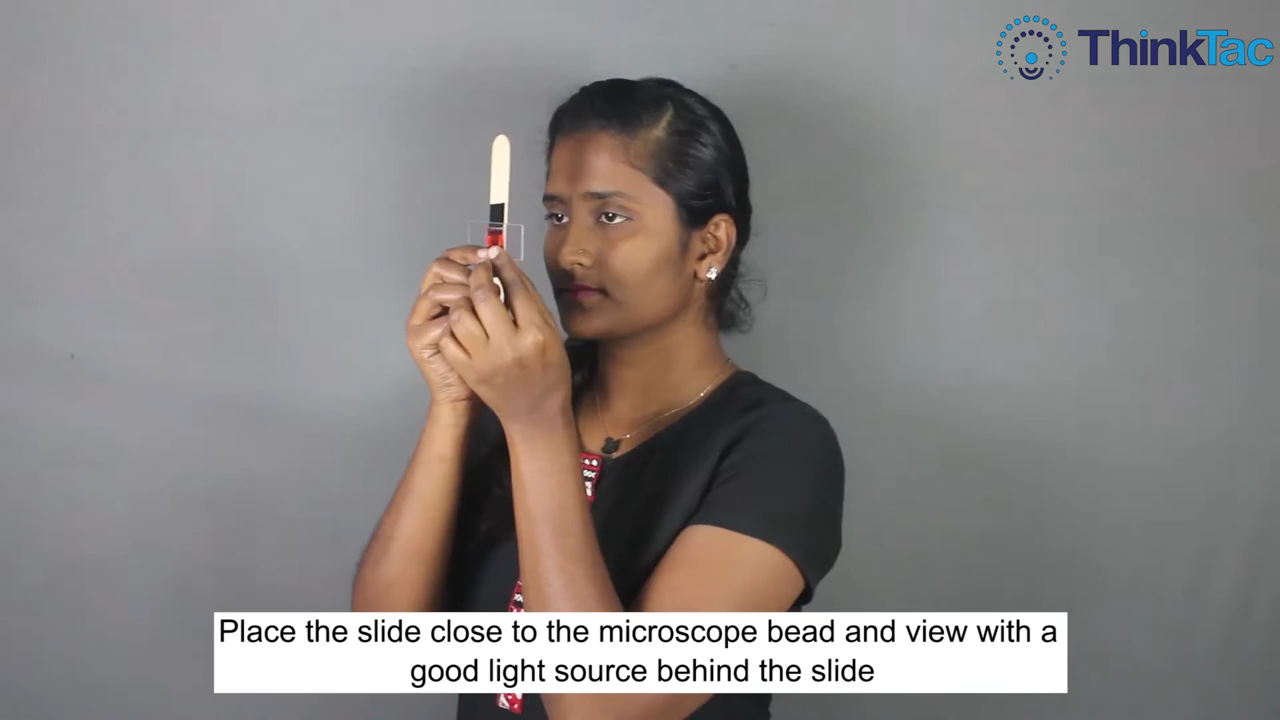 ThinkTac
Place the slide close to the microscope bead and view with a
good light source behind the slide